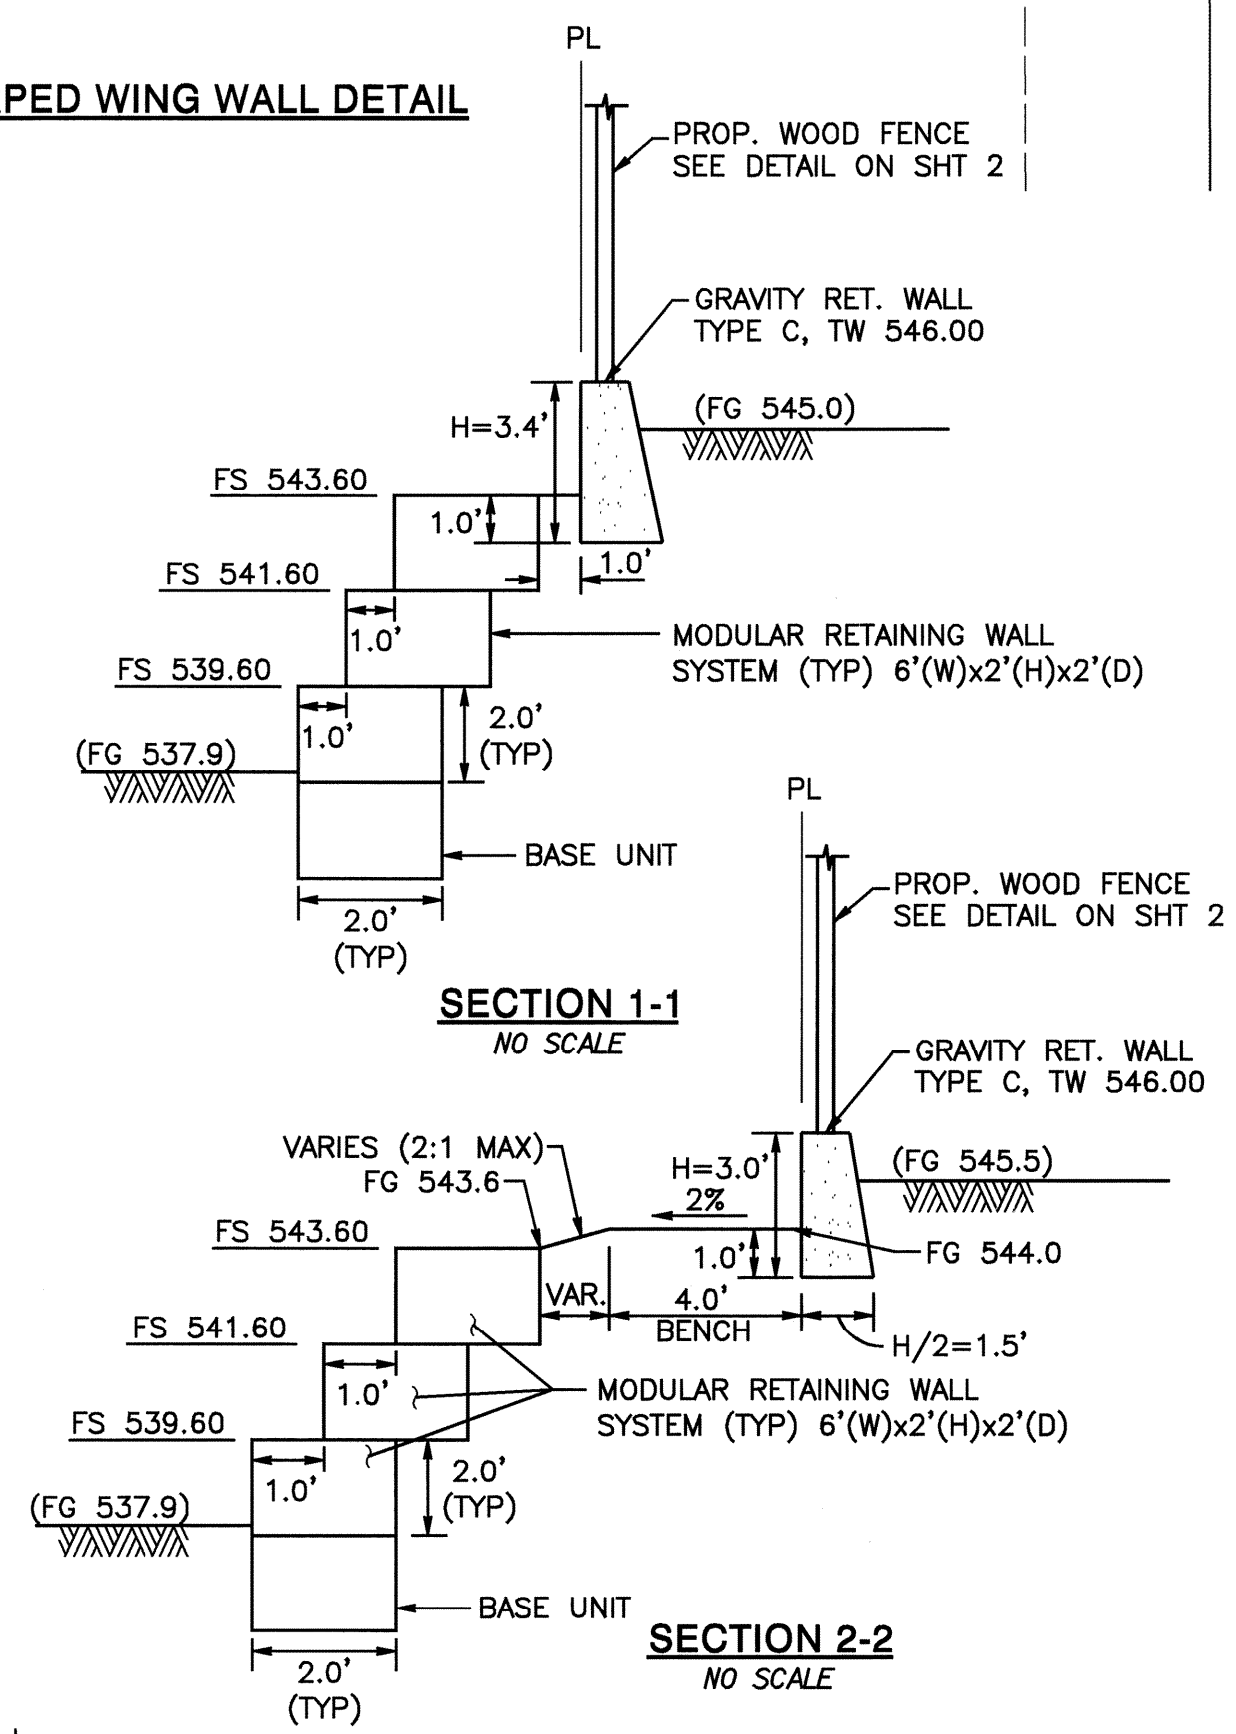 PL
APED WING WALL DETAIL
PROP. WOOD FENCE
SEE DETAIL ON SHT 2
GRAVITY RET. WALL
TYPE C, TW 546.00
(FG 545.0)
H=3.4'
FS 543.60
1.0'
1.0'
FS 541.60
1.0'
MODULAR RETAINING WALL
SYSTEM (TYP) 6'(W)x2'(H)x2'(D)
FS 539.60
1.0'
2.0'
(TYP)
(FG 537.9)
BASE UNIT
2.0'
(TYP)
SECTION 1-1
NO SCALE
PL
PROP. WOOD FENCE
SEE DETAIL ON SHT 2
GRAVITY RET. WALL
TYPE C, TW 546.00
VARIES (2:1 MAX)
FG 543.6
H=3.0'
(FG 545.5)
2%
FS 543.60
1.0'
FG 544.0
VAR.
4.0'
BENCH
H/2=1.5'
FS 541.60
1.0'
MODULAR RETAINING WALL
SYSTEM (TYP) 6'(W)x2'(H)x2'(D)
FS 539.60
1.0'
2.0'
(TYP)
(FG 537.9)
BASE UNIT
2.0'
(TYP)
SECTION 2-2
NO SCALE